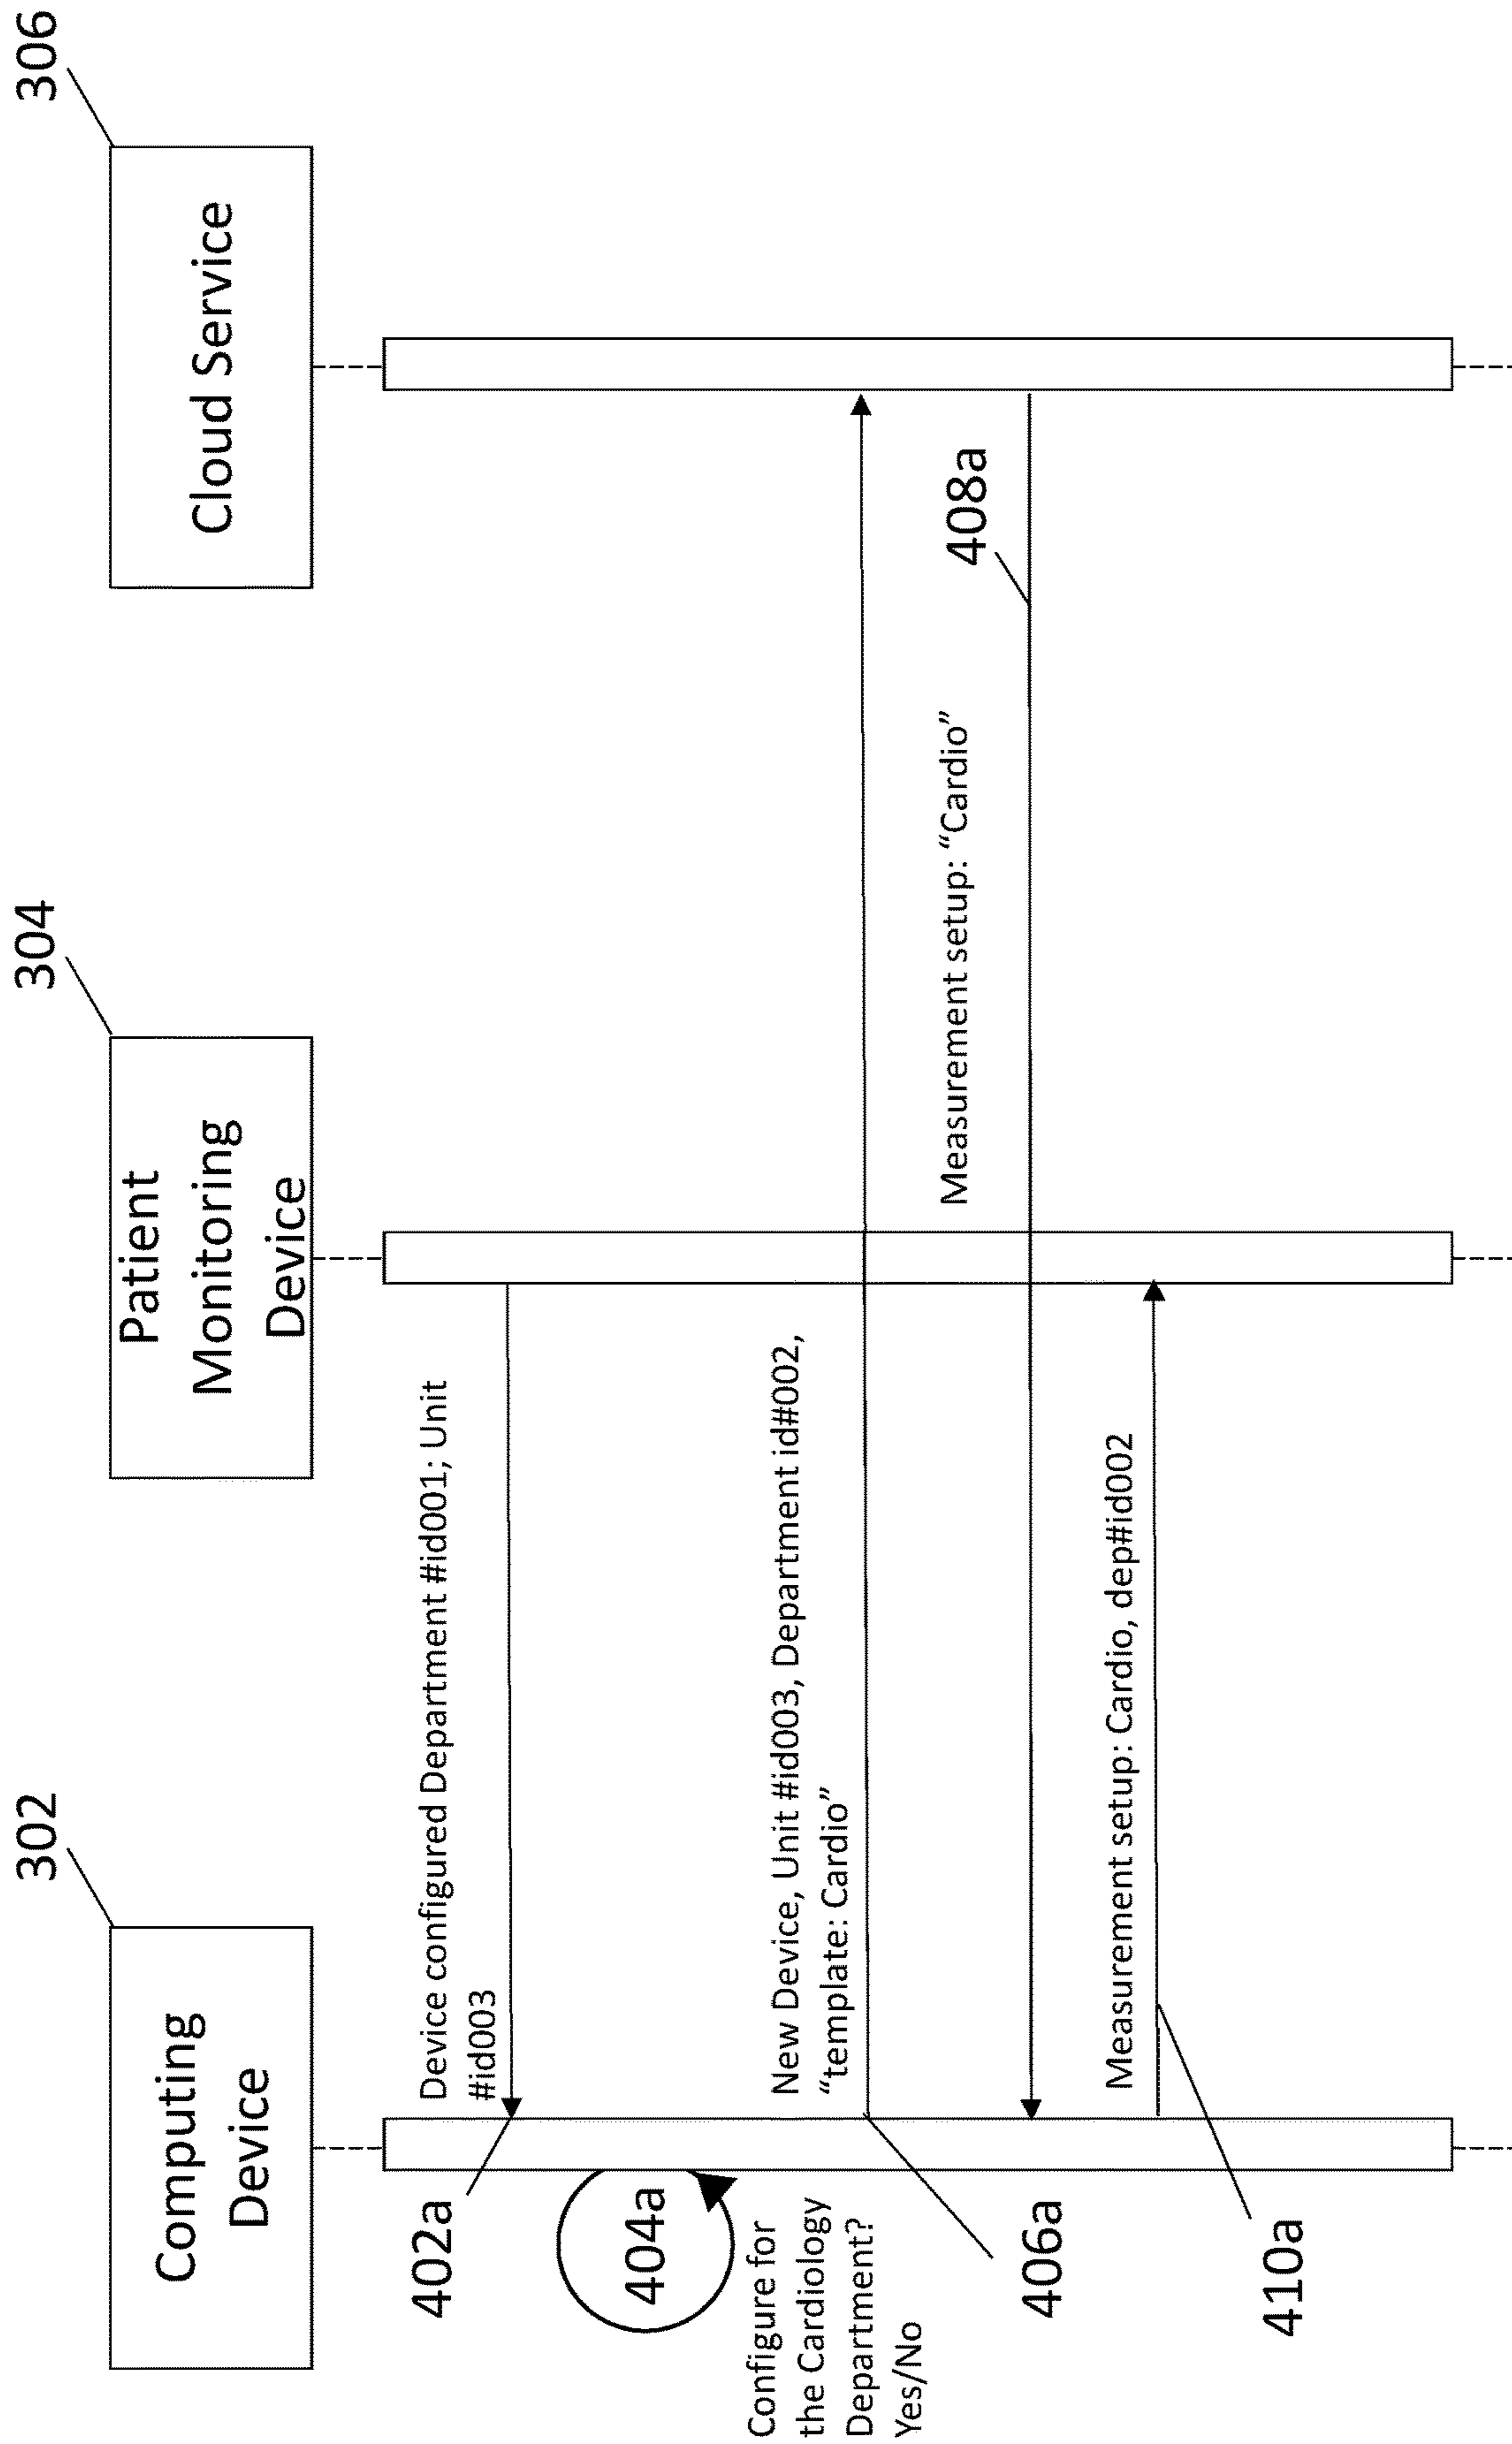 302
304
306
Computing
Device
Patient
Monitoring
Device
Cloud Service
Device configured Department #id001; Unit
#id003
402a
404a
Configure for
the Cardiology
Department?
Yes/No
New Device, Unit #id003, Department id#002,
“template: Cardio”
406a
Measurement setup: “Cardio”
408a
Measurement setup: Cardio, dep#id002
410a